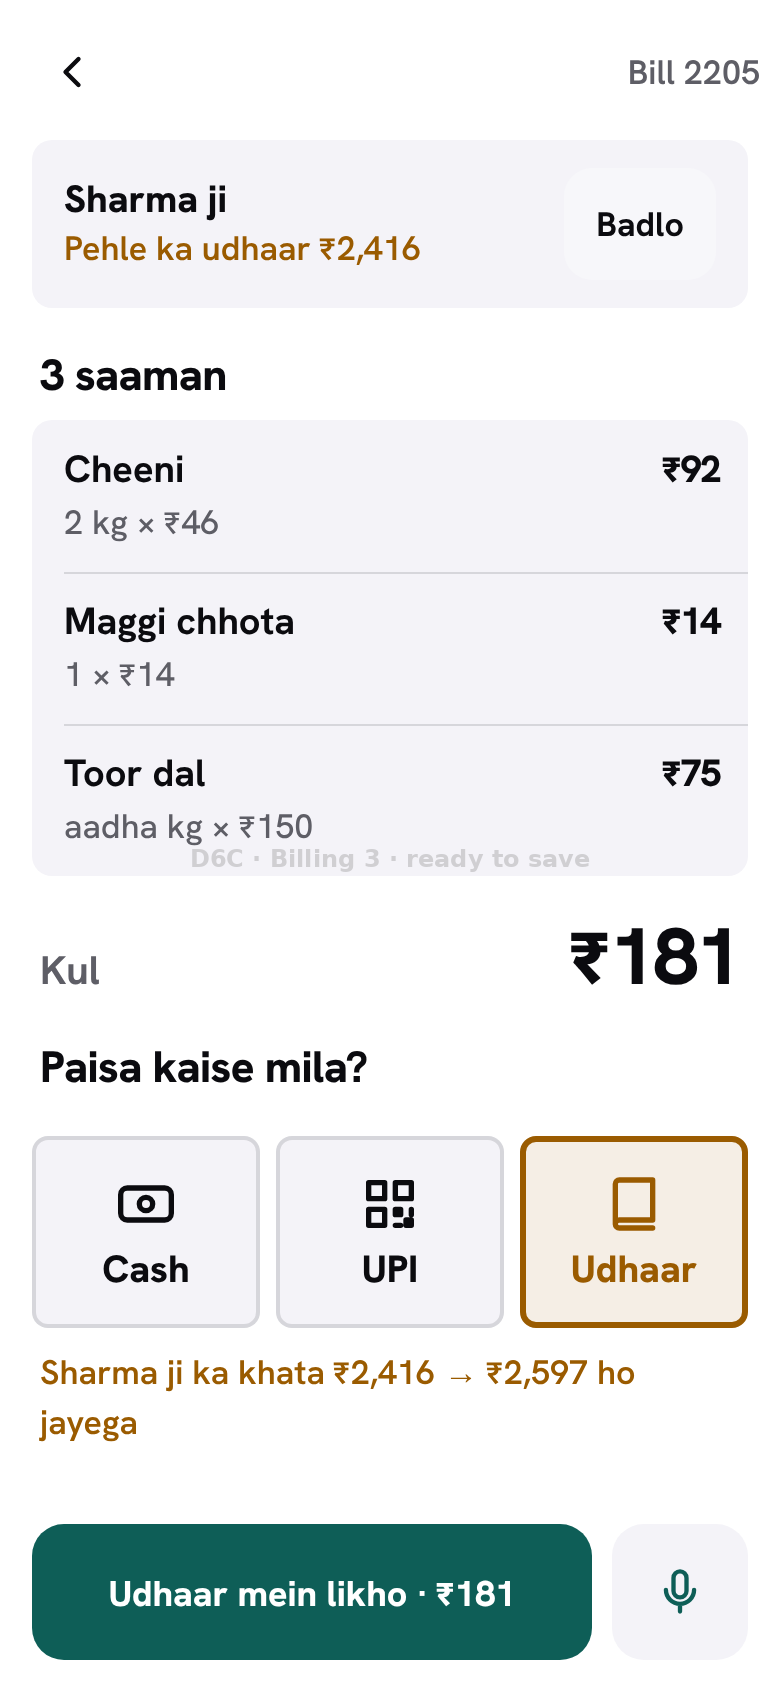 Bill 2205
Sharma ji
Pehle ka udhaar ₹2,416
Badlo
3 saaman
Cheeni ₹92
2 kg × ₹46
Maggi chhota ₹14
1 × ₹14
Toor dal ₹75
aadha kg × ₹150
D6C · Billing 3 · ready to save
Kul ₹181
Paisa kaise mila?
Cash UPI Udhaar
Sharma ji ka khata ₹2,416 → ₹2,597 ho
jayega
Udhaar mein likho · ₹181